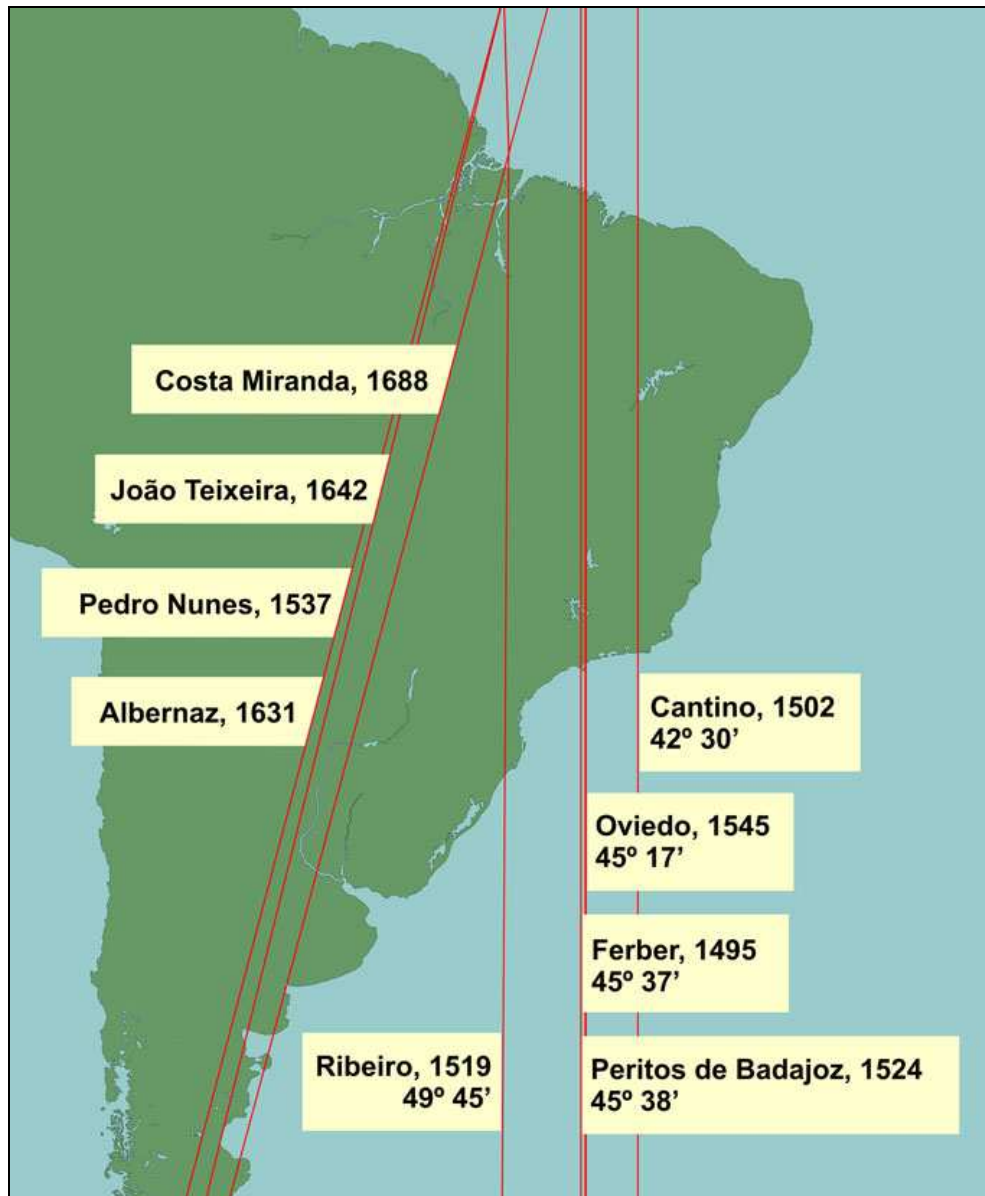 Costa Miranda, 1688
João Teixeira, 1642
Pedro Nunes, 1537
Albernaz, 1631
Cantino, 1502
42º 30’
Oviedo, 1545
45º 17’
Ferber, 1495
45º 37’
Ribeiro, 1519
49º 45’
Peritos de Badajoz, 1524
45º 38’